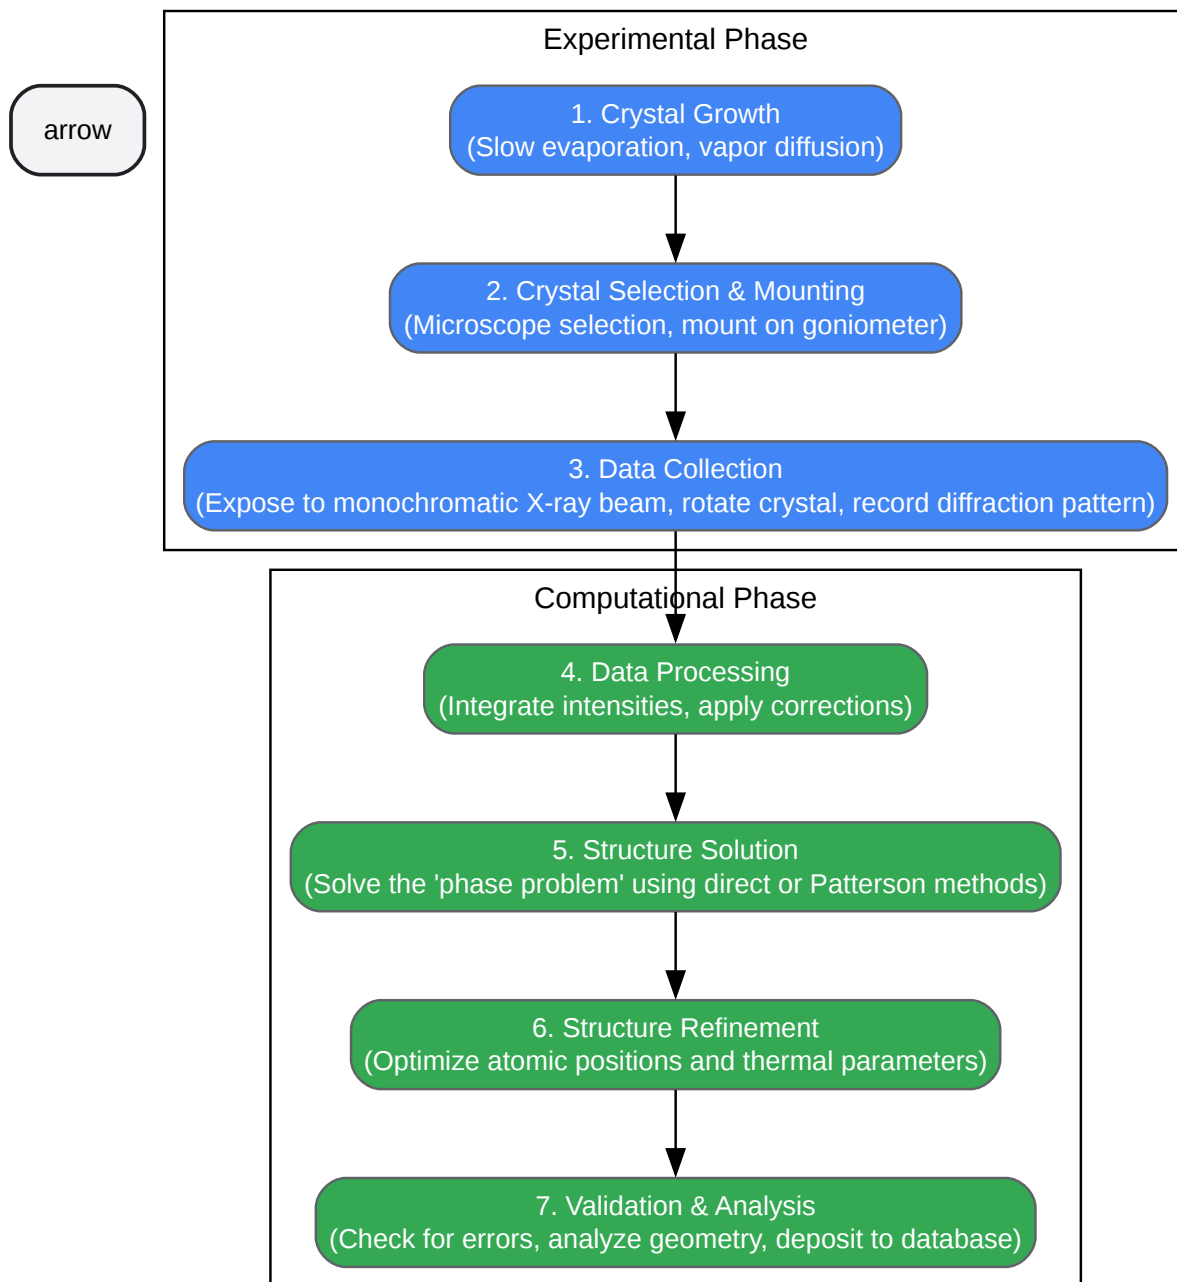 Experimental Phase
arrow
1. Crystal Growth
(Slow evaporation, vapor diffusion)
2. Crystal Selection & Mounting
(Microscope selection, mount on goniometer)
3. Data Collection
(Expose to monochromatic X-ray beam, rotate crystal, record diffraction pattern)
Computational Phase
4. Data Processing
(Integrate intensities, apply corrections)
5. Structure Solution
(Solve the 'phase problem' using direct or Patterson methods)
6. Structure Refinement
(Optimize atomic positions and thermal parameters)
7. Validation & Analysis
(Check for errors, analyze geometry, deposit to database)